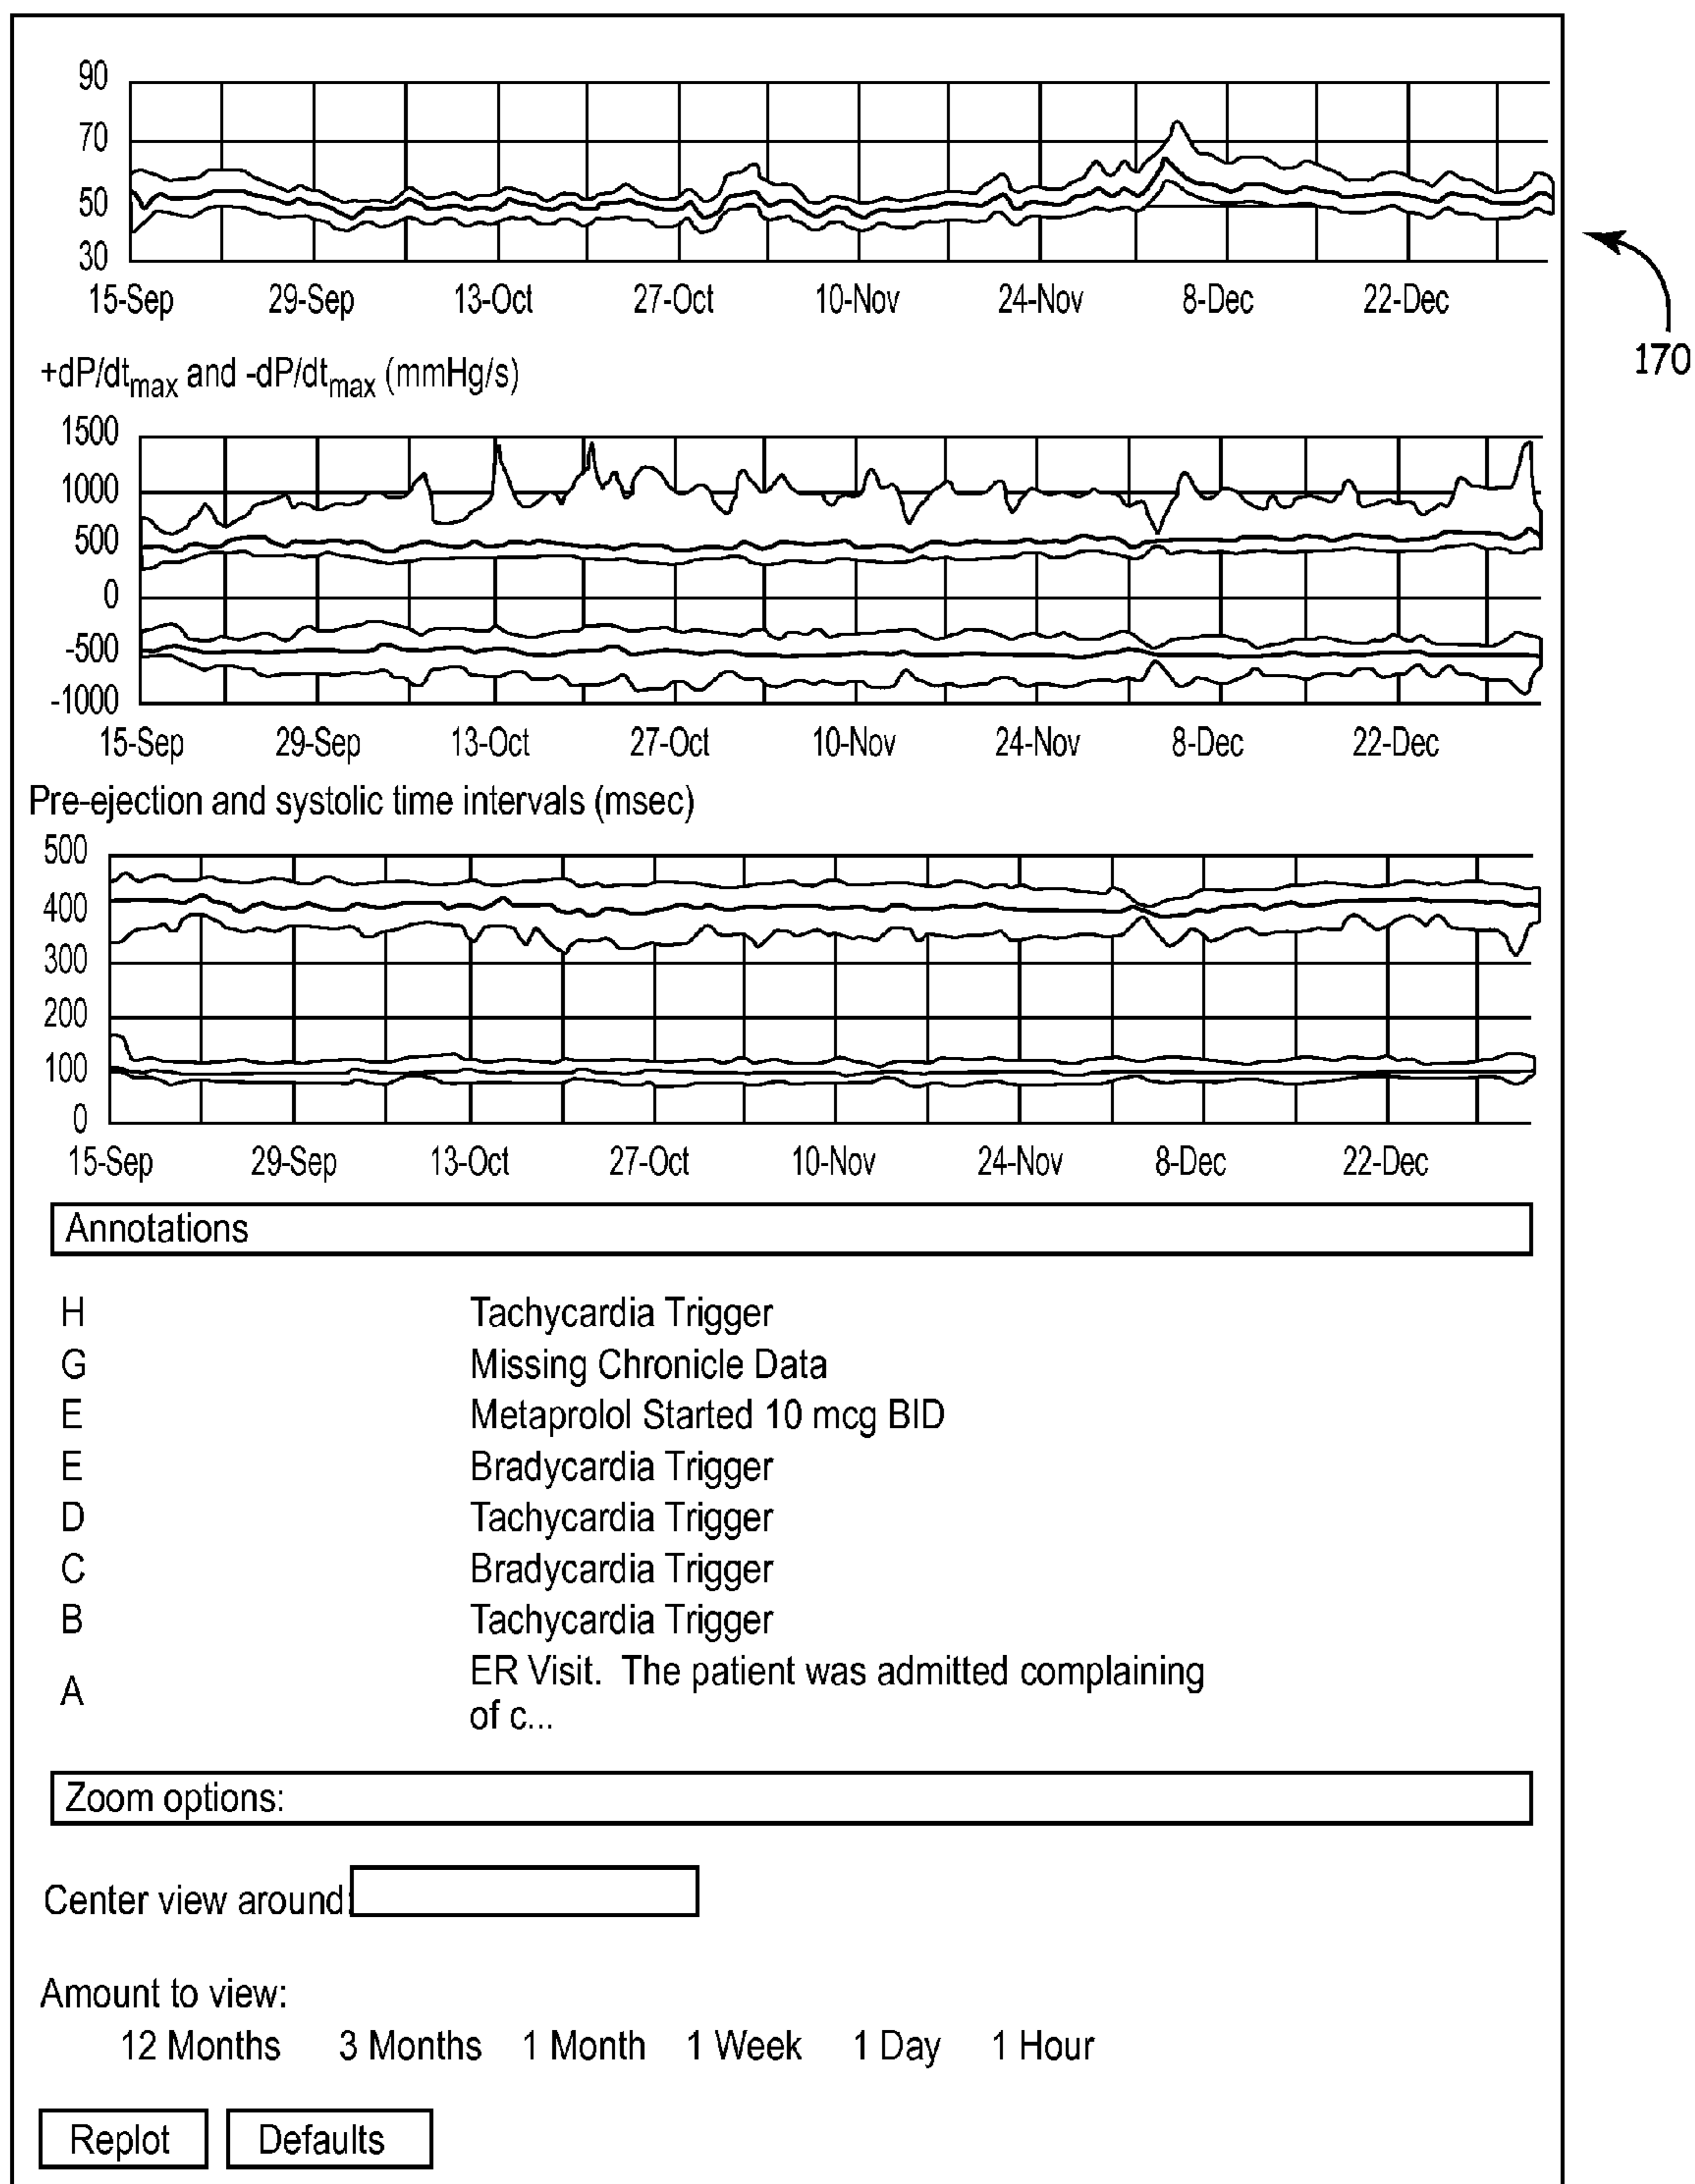 90
70
50
30
15-Sep 29-Sep 13-Oct 27-Oct 10-Nov 24-Nov 8-Dec 22-Dec
170
+dP/dtmax and -dP/dtmax (mmHg/s)
1500
1000
500
0
-500
-1000
15-Sep 29-Sep 13-Oct 27-Oct 10-Nov 24-Nov 8-Dec 22-Dec
Pre-ejection and systolic time intervals (msec)
500
400
300
200
100
0
15-Sep 29-Sep 13-Oct 27-Oct 10-Nov 24-Nov 8-Dec 22-Dec
Annotations
H Tachycardia Trigger
G Missing Chronicle Data
E Metaprolol Started 10 mcg BID
E Bradycardia Trigger
D Tachycardia Trigger
C Bradycardia Trigger
B Tachycardia Trigger
A ER Visit. The patient was admitted complaining
of c...
Zoom options:
Center view around:
Amount to view:
12 Months 3 Months 1 Month 1 Week 1 Day 1 Hour
Replot Defaults